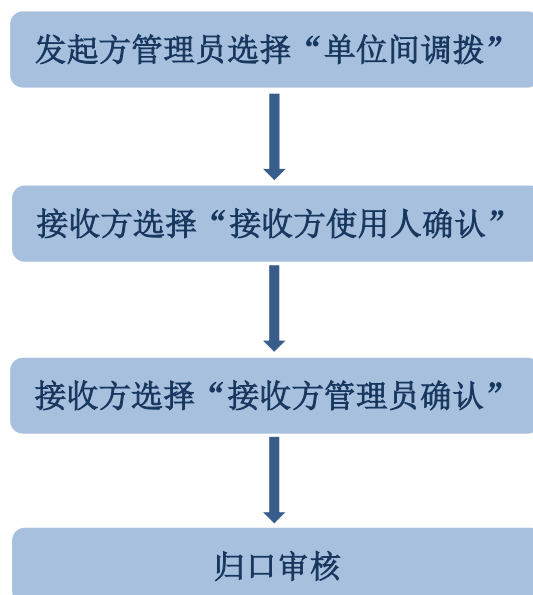 发起方管理员选择“单位间调拨”
接收方选择“接收方使用人确认”
接收方选择“接收方管理员确认”
归口审核